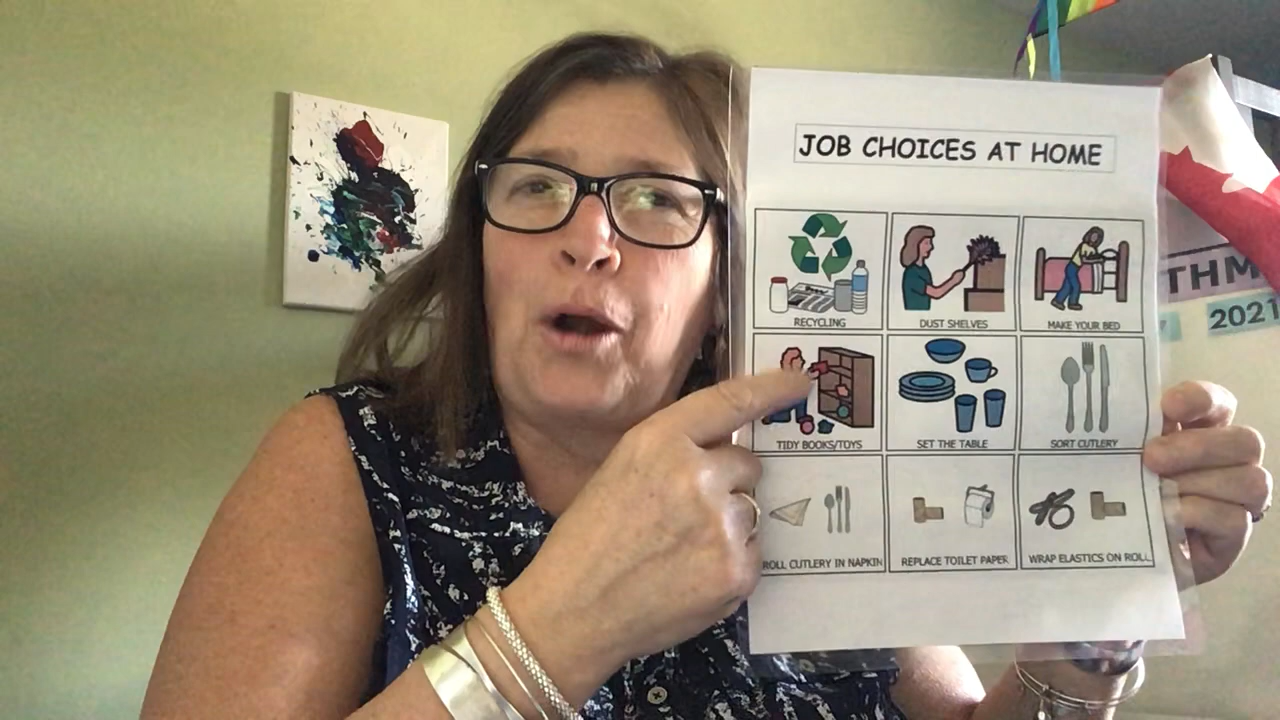 JOB CHOICES AT HOME
RECYCLING
DUST SHELVES
MAKE YOUR BED
TIDY BOOKS/TOYS
SET THE TABLE
SORT CUTLERY
ROLL CUTLERY IN NAPKIN
REPLACE TOILET PAPER
WRAP ELASTICS ON ROLL
THM
2021